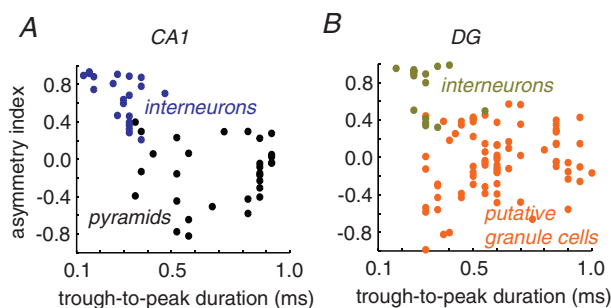 A
CA1
asymmetry index
0.8
0.4
0.0
-0.4
-0.8
interneurons
pyramids
0.1
0.5
1.0
trough-to-peak duration (ms)
B
DG
0.8
0.4
0.0
-0.4
-0.8
interneurons
putative
granule cells
0.1
0.5
1.0
trough-to-peak duration (ms)